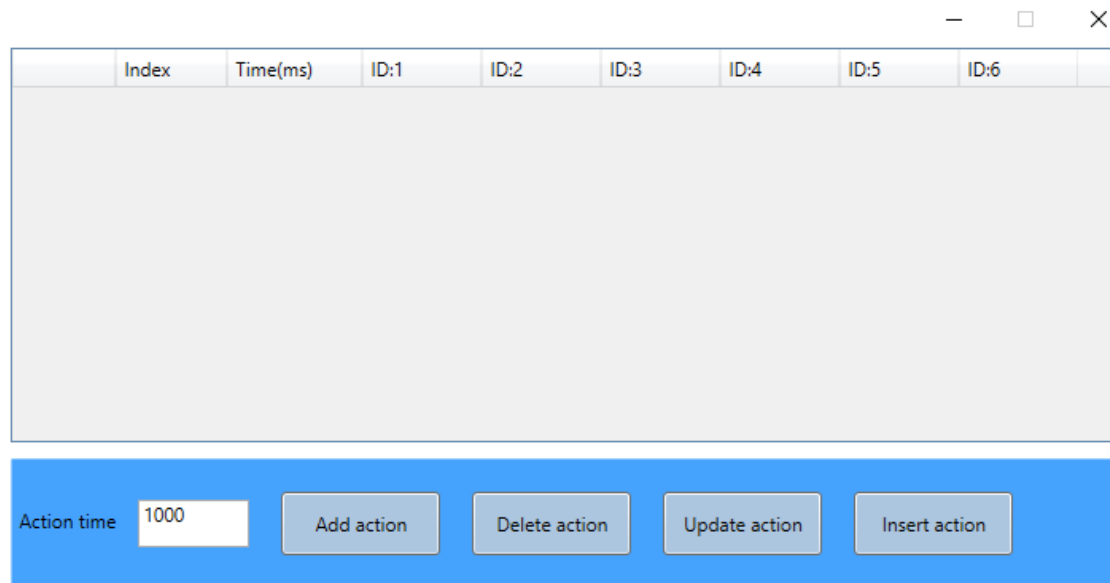 Index Time(ms) ID:1 ID:2 ID:3 ID:4 ID:5 ID:6
Action time 1000 Add action Delete action Update action Insert action